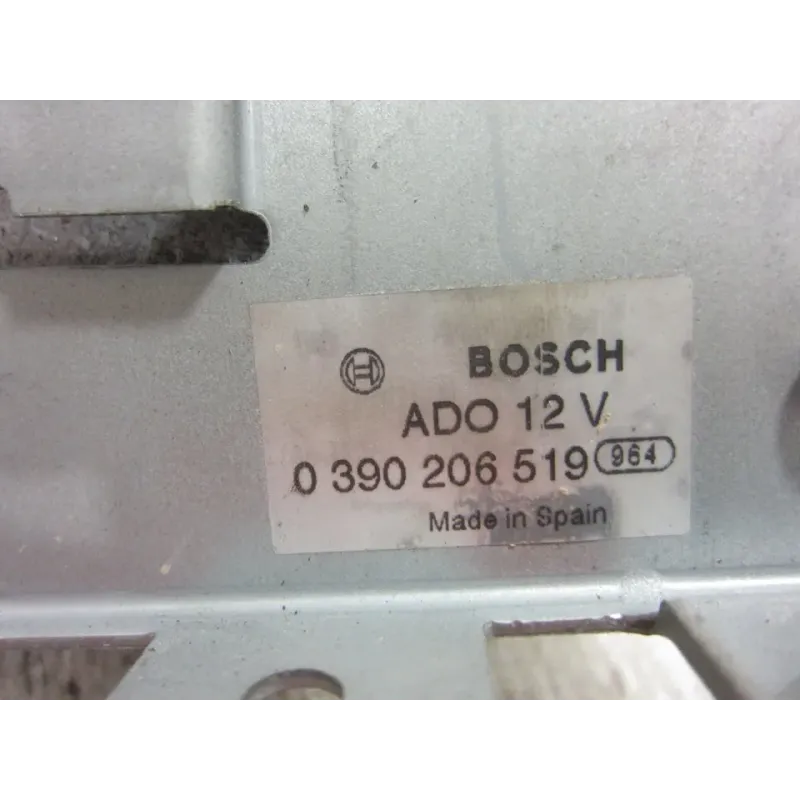 BOSCH
ADO 12 V
0 390 206 519 964
Made in Spain